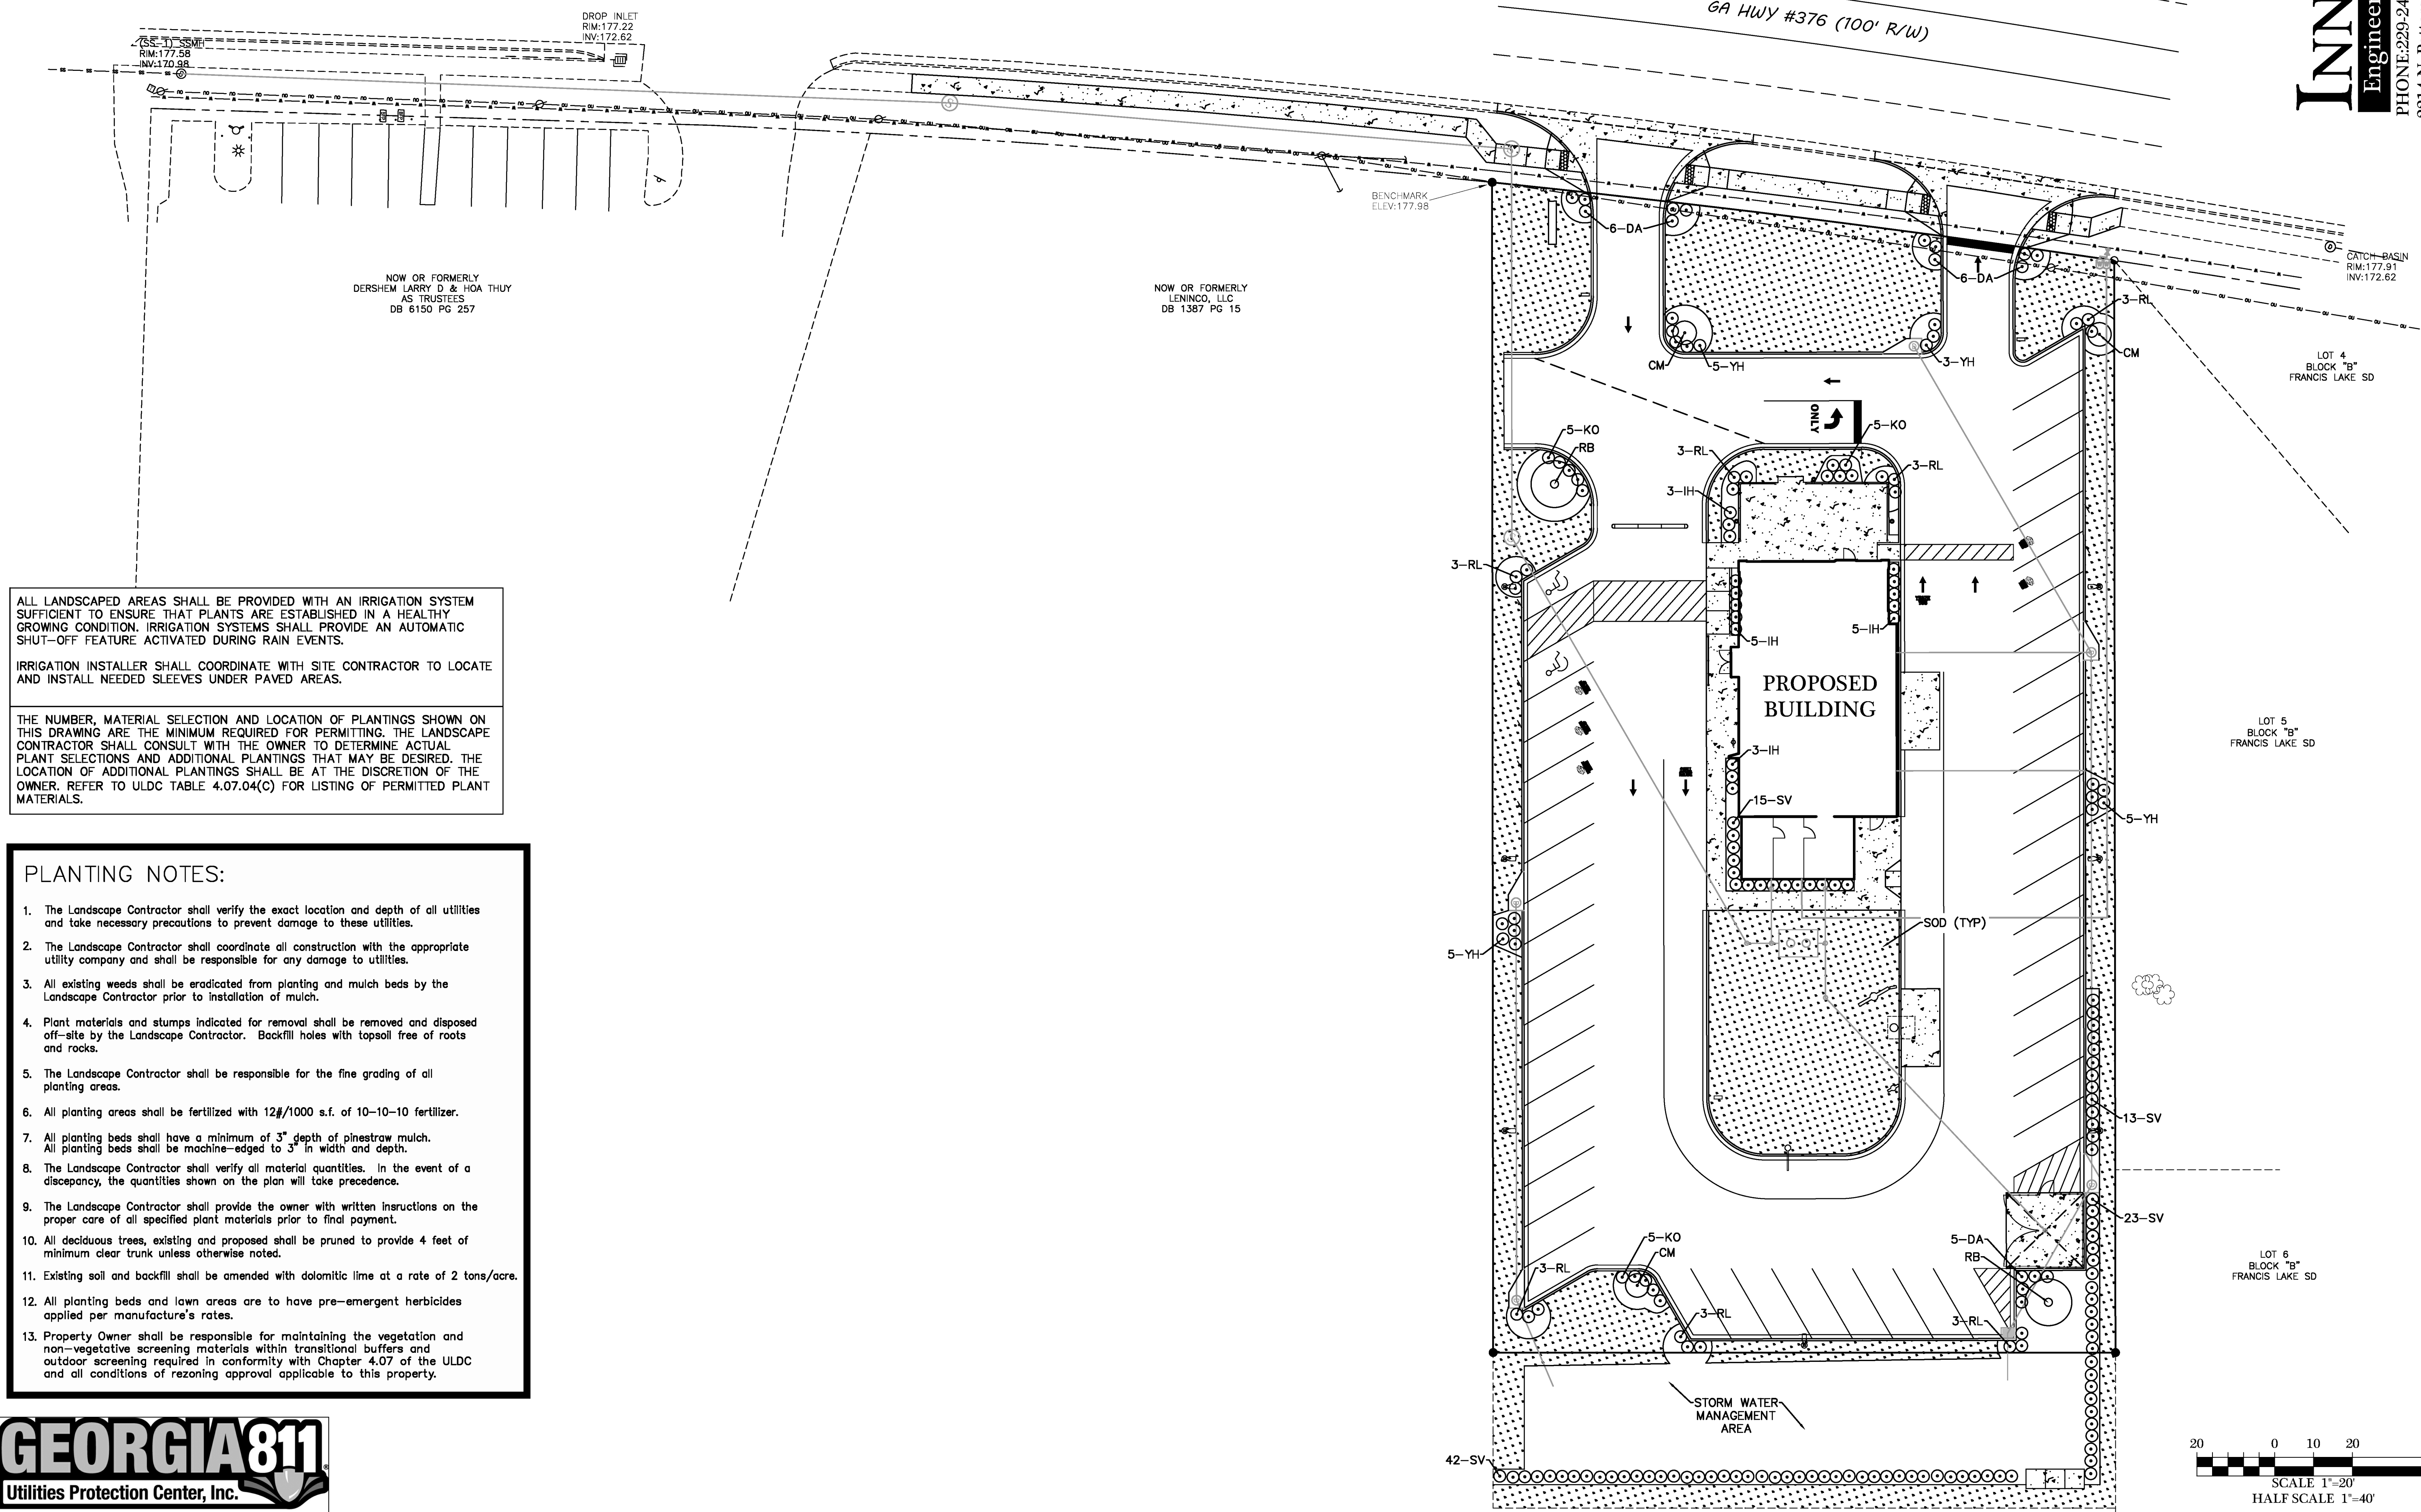 DROP INLET
RIM:177.22
INV:172.62
(SS-1) SSMH
RIM:177.58
INV:170.98
GA HWY #376 (100' R/W)
INN
Engineer
PHONE:229-24
BENCHMARK
ELEV:177.98
CATCH BASIN
RIM:177.91
INV:172.62
NOW OR FORMERLY
DERSHEM LARRY D & HOA THUY
AS TRUSTEES
DB 6150 PG 257
NOW OR FORMERLY
LENINCO, LLC
DB 1387 PG 15
6-DA
6-DA
3-RL
CM
CM
5-YH
3-YH
LOT 4
BLOCK "B"
FRANCIS LAKE SD
ONLY
5-KO
RB
5-KO
3-RL
3-RL
3-IH
3-RL
5-IH
5-IH
PROPOSED
BUILDING
3-IH
15-SV
LOT 5
BLOCK "B"
FRANCIS LAKE SD
5-YH
5-YH
SOD (TYP)
13-SV
23-SV
5-DA
RB
5-KO
CM
3-RL
3-RL
3-RL
LOT 6
BLOCK "B"
FRANCIS LAKE SD
STORM WATER
MANAGEMENT
AREA
42-SV
ALL LANDSCAPED AREAS SHALL BE PROVIDED WITH AN IRRIGATION SYSTEM
SUFFICIENT TO ENSURE THAT PLANTS ARE ESTABLISHED IN A HEALTHY
GROWING CONDITION. IRRIGATION SYSTEMS SHALL PROVIDE AN AUTOMATIC
SHUT-OFF FEATURE ACTIVATED DURING RAIN EVENTS.
IRRIGATION INSTALLER SHALL COORDINATE WITH SITE CONTRACTOR TO LOCATE
AND INSTALL NEEDED SLEEVES UNDER PAVED AREAS.
THE NUMBER, MATERIAL SELECTION AND LOCATION OF PLANTINGS SHOWN ON
THIS DRAWING ARE THE MINIMUM REQUIRED FOR PERMITTING. THE LANDSCAPE
CONTRACTOR SHALL CONSULT WITH THE OWNER TO DETERMINE ACTUAL
PLANT SELECTIONS AND ADDITIONAL PLANTINGS THAT MAY BE DESIRED. THE
LOCATION OF ADDITIONAL PLANTINGS SHALL BE AT THE DISCRETION OF THE
OWNER. REFER TO ULDC TABLE 4.07.04(C) FOR LISTING OF PERMITTED PLANT
MATERIALS.
PLANTING NOTES:
1. The Landscape Contractor shall verify the exact location and depth of all utilities
and take necessary precautions to prevent damage to these utilities.
2. The Landscape Contractor shall coordinate all construction with the appropriate
utility company and shall be responsible for any damage to utilities.
3. All existing weeds shall be eradicated from planting and mulch beds by the
Landscape Contractor prior to installation of mulch.
4. Plant materials and stumps indicated for removal shall be removed and disposed
off-site by the Landscape Contractor. Backfill holes with topsoil free of roots
and rocks.
5. The Landscape Contractor shall be responsible for the fine grading of all
planting areas.
6. All planting areas shall be fertilized with 12#/1000 s.f. of 10-10-10 fertilizer.
7. All planting beds shall have a minimum of 3" depth of pinestraw mulch.
All planting beds shall be machine-edged to 3" in width and depth.
8. The Landscape Contractor shall verify all material quantities. In the event of a
discepancy, the quantities shown on the plan will take precedence.
9. The Landscape Contractor shall provide the owner with written insructions on the
proper care of all specified plant materials prior to final payment.
10. All deciduous trees, existing and proposed shall be pruned to provide 4 feet of
minimum clear trunk unless otherwise noted.
11. Existing soil and backfill shall be amended with dolomitic lime at a rate of 2 tons/acre.
12. All planting beds and lawn areas are to have pre-emergent herbicides
applied per manufacture's rates.
13. Property Owner shall be responsible for maintaining the vegetation and
non-vegetative screening materials within transitional buffers and
outdoor screening required in conformity with Chapter 4.07 of the ULDC
and all conditions of rezoning approval applicable to this property.
GEORGIA811
Utilities Protection Center, Inc.
20 0 10 20
SCALE 1"=20'
HALF SCALE 1"=40'